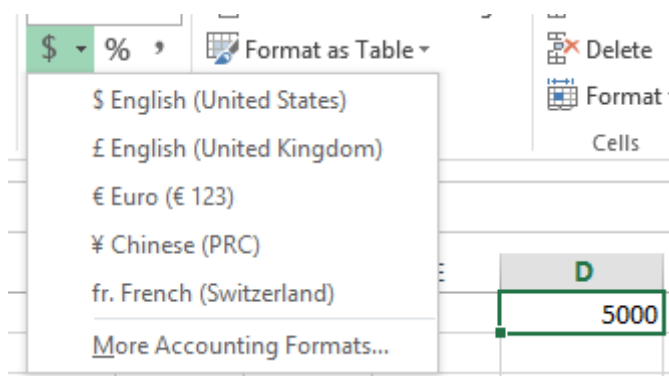 $ % , Format as Table
Delete
Format
Cells
$ English (United States)
£ English (United Kingdom)
€ Euro (€ 123)
¥ Chinese (PRC)
fr. French (Switzerland)
More Accounting Formats...
D
5000